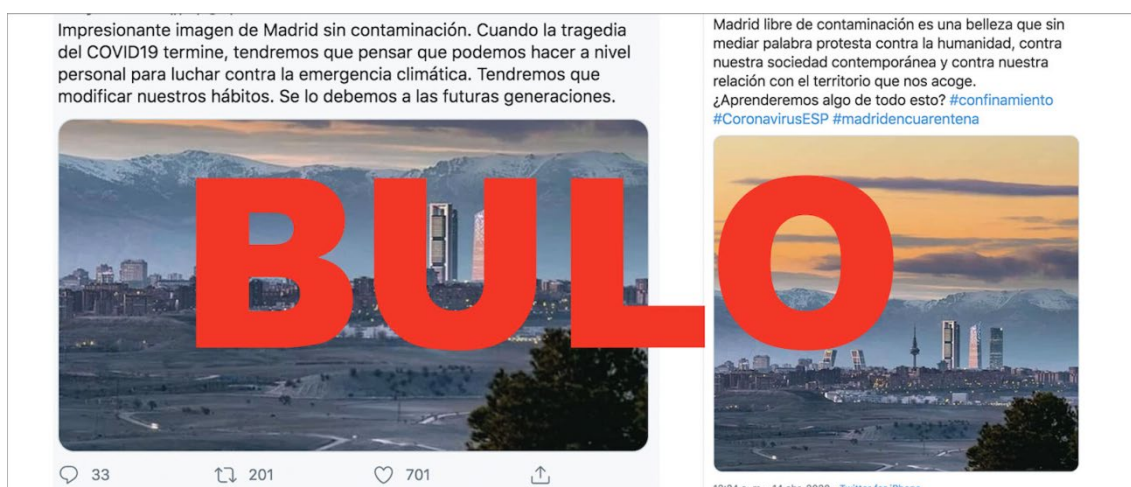 Impresionante imagen de Madrid sin contaminación. Cuando la tragedia
del COVID19 termine, tendremos que pensar que podemos hacer a nivel
personal para luchar contra la emergencia climática. Tendremos que
modificar nuestros hábitos. Se lo debemos a las futuras generaciones.
33 201 701
Madrid libre de contaminación es una belleza que sin
mediar palabra protesta contra la humanidad, contra
nuestra sociedad contemporánea y contra nuestra
relación con el territorio que nos acoge.
¿Aprenderemos algo de todo esto? #confinamiento
#CoronavirusESP #madridencuarentena
BULO